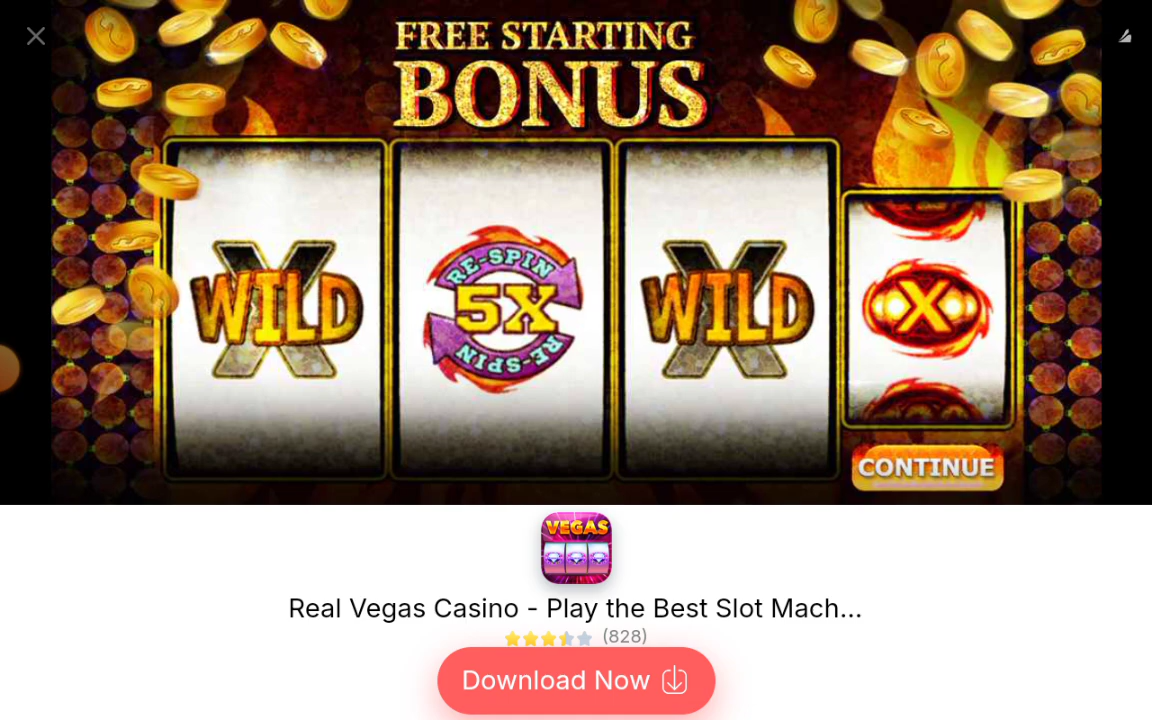 FREE STARTING
BONUS
WILD
RE-SPIN
5X
RE-SPIN
WILD
X
CONTINUE
VEGAS
Real Vegas Casino - Play the Best Slot Mach...
(828)
Download Now